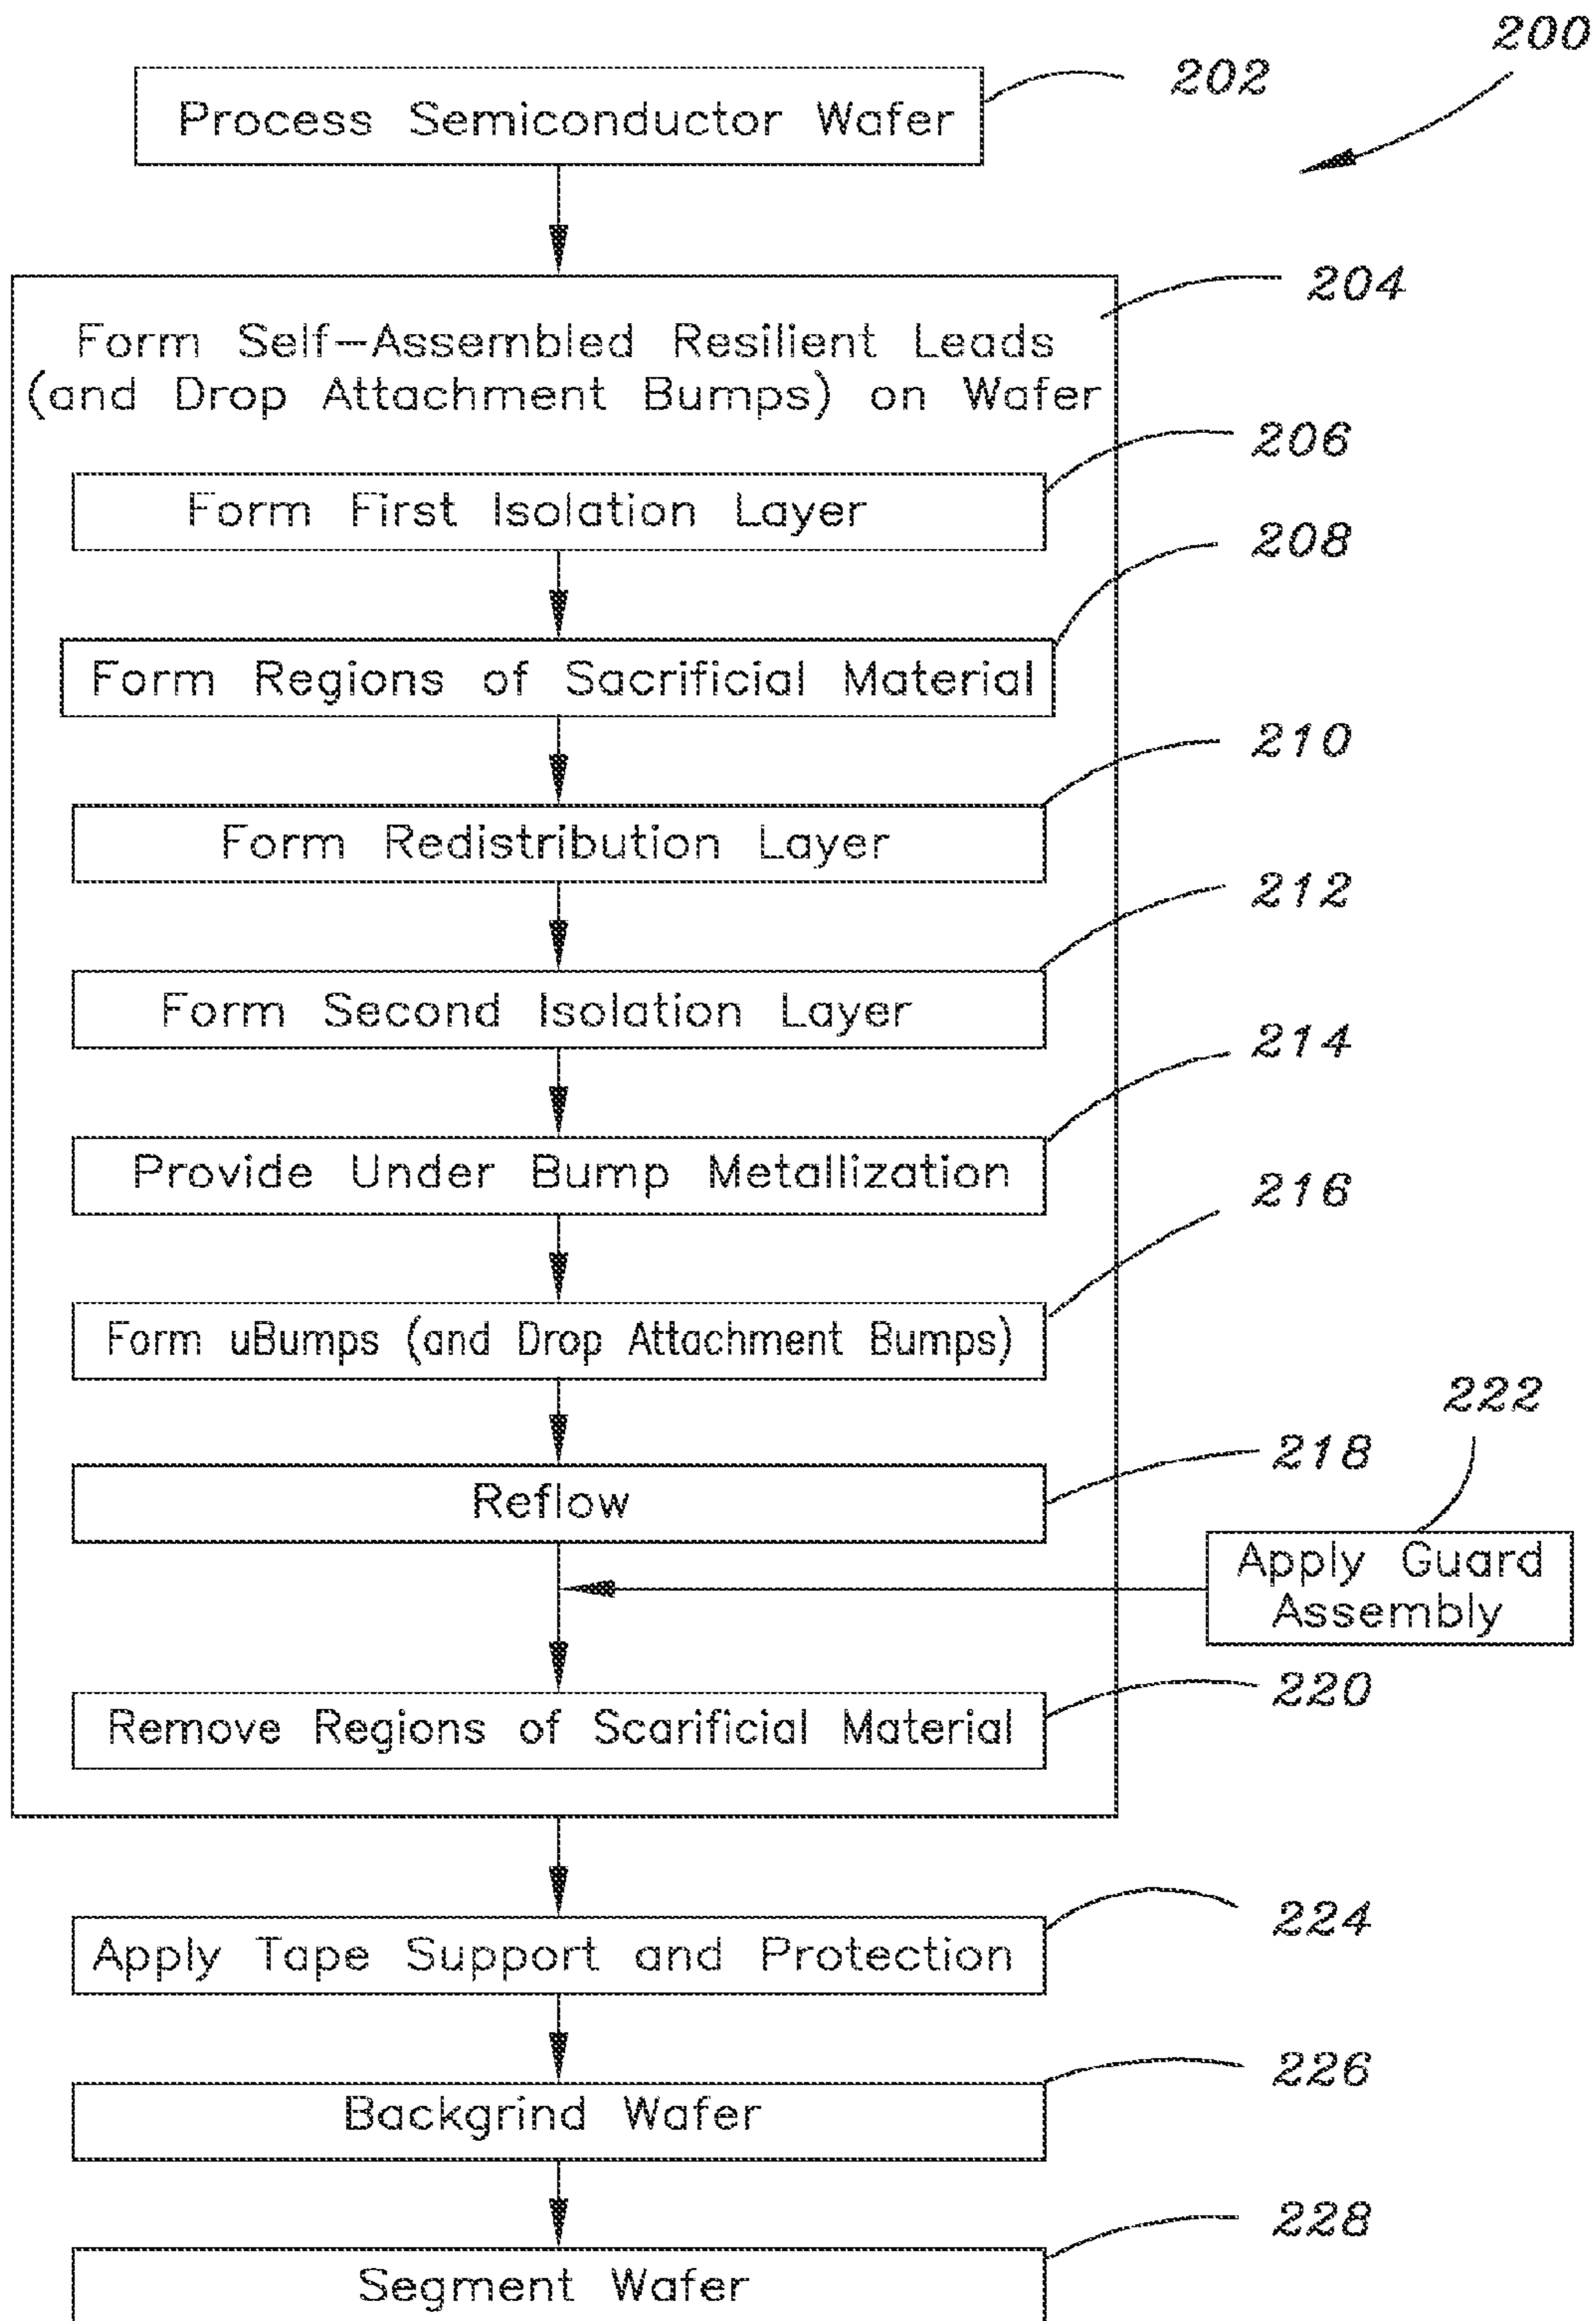 200
202
Process Semiconductor Wafer
204
Form Self-Assembled Resilient Leads
(and Drop Attachment Bumps) on Wafer
206
Form First Isolation Layer
208
Form Regions of Sacrificial Material
210
Form Redistribution Layer
212
Form Second Isolation Layer
214
Provide Under Bump Metallization
216
Form uBumps (and Drop Attachment Bumps)
222
218
Reflow
Apply Guard
Assembly
220
Remove Regions of Scarificial Material
224
Apply Tape Support and Protection
226
Backgrind Wafer
228
Segment Wafer